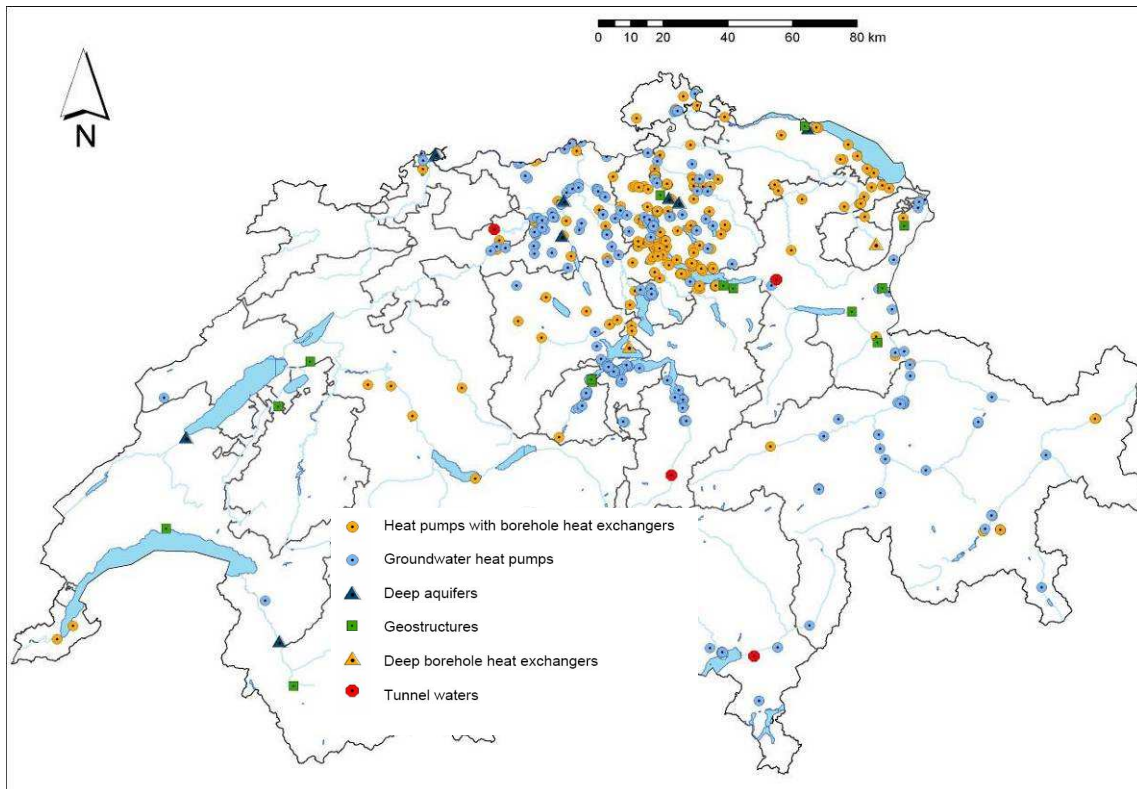 0 10 20 40 60 80 km
N
Heat pumps with borehole heat exchangers
Groundwater heat pumps
Deep aquifers
Geostructures
Deep borehole heat exchangers
Tunnel waters